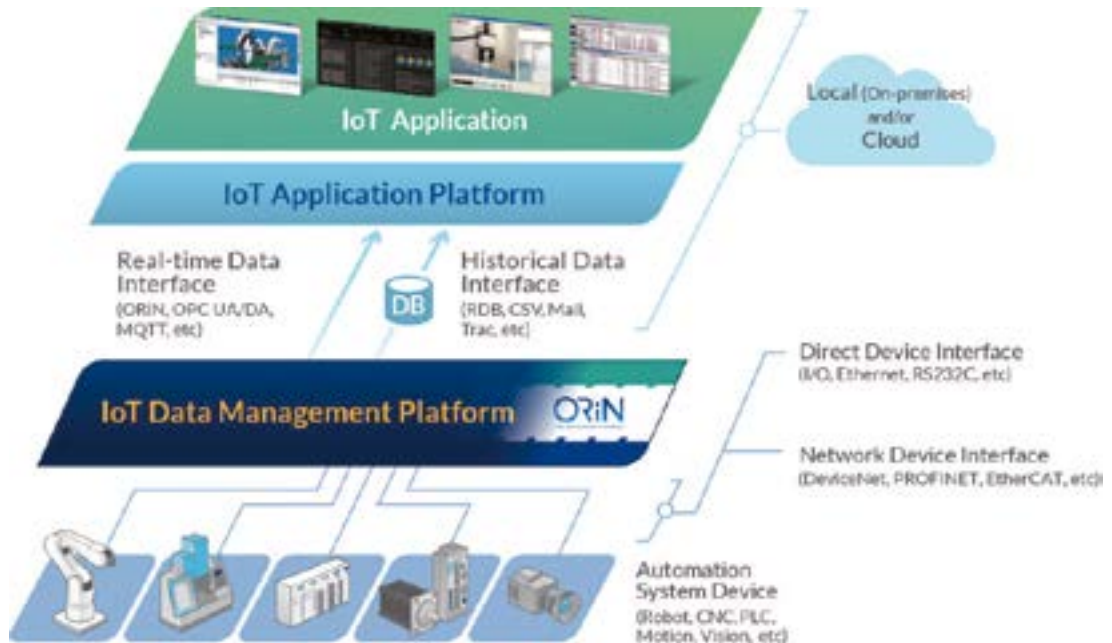 IoT Application
Local (On-premises)
and/or
Cloud
IoT Application Platform
Real-time Data
Interface
(ORiN, OPC UA/DA,
MQTT, etc)
DB
Historical Data
Interface
(RDB, CSV, Mail,
Trac, etc)
IoT Data Management Platform
ORiN
Direct Device Interface
(I/O, Ethernet, RS232C, etc)
Network Device Interface
(DeviceNet, PROFINET, EtherCAT, etc)
Automation
System Device
(Robot, CNC, PLC,
Motion, Vision, etc)